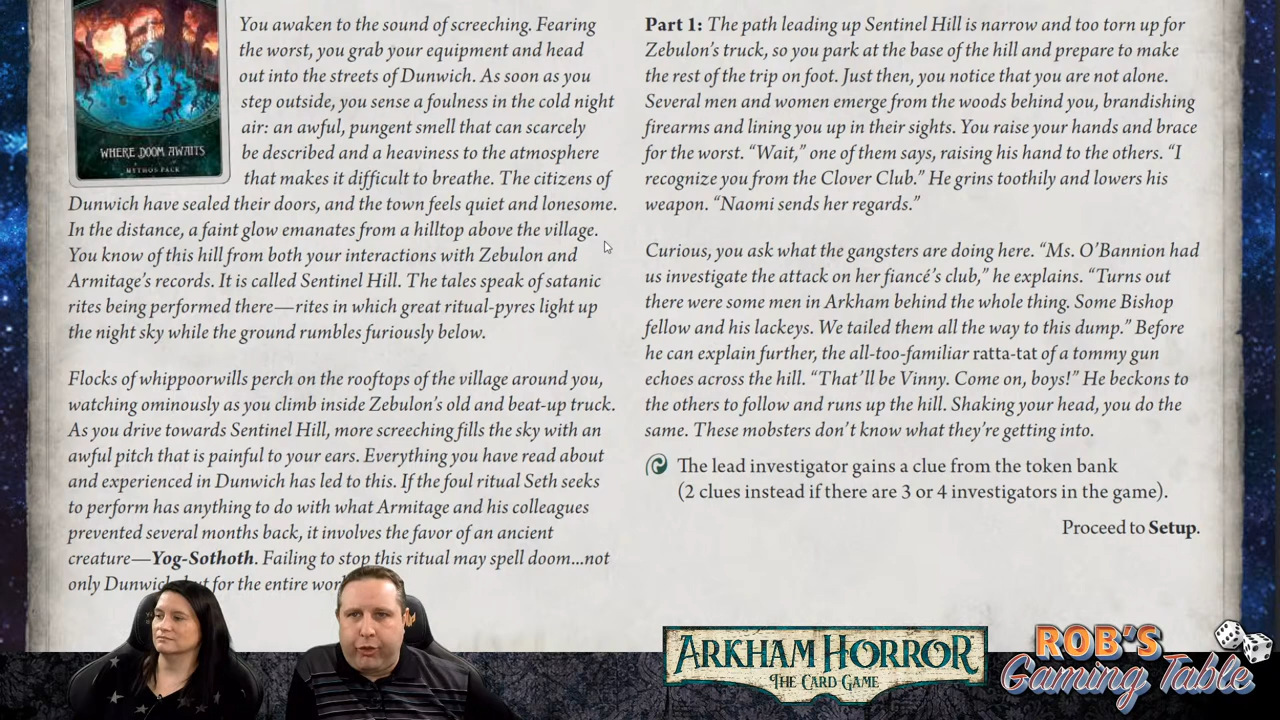 WHERE DOOM AWAITS
MYTHOS PACK
You awaken to the sound of screeching. Fearing
the worst, you grab your equipment and head
out into the streets of Dunwich. As soon as you
step outside, you sense a foulness in the cold night
air: an awful, pungent smell that can scarcely
be described and a heaviness to the atmosphere
that makes it difficult to breathe. The citizens of
Dunwich have sealed their doors, and the town feels quiet and lonesome.
In the distance, a faint glow emanates from a hilltop above the village.
You know of this hill from both your interactions with Zebulon and
Armitage’s records. It is called Sentinel Hill. The tales speak of satanic
rites being performed there—rites in which great ritual-pyres light up
the night sky while the ground rumbles furiously below.
Flocks of whippoorwills perch on the rooftops of the village around you,
watching ominously as you climb inside Zebulon’s old and beat-up truck.
As you drive towards Sentinel Hill, more screeching fills the sky with an
awful pitch that is painful to your ears. Everything you have read about
and experienced in Dunwich has led to this. If the foul ritual Seth seeks
to perform has anything to do with what Armitage and his colleagues
prevented several months back, it involves the favor of an ancient
creature—Yog-Sothoth. Failing to stop this ritual may spell doom...not
only Dunwich but for the entire
Part 1: The path leading up Sentinel Hill is narrow and too torn up for
Zebulon’s truck, so you park at the base of the hill and prepare to make
the rest of the trip on foot. Just then, you notice that you are not alone.
Several men and women emerge from the woods behind you, brandishing
firearms and lining you up in their sights. You raise your hands and brace
for the worst. “Wait,” one of them says, raising his hand to the others. “I
recognize you from the Clover Club.” He grins toothily and lowers his
weapon. “Naomi sends her regards.”
Curious, you ask what the gangsters are doing here. “Ms. O’Bannion had
us investigate the attack on her fiancé’s club,” he explains. “Turns out
there were some men in Arkham behind the whole thing. Some Bishop
fellow and his lackeys. We tailed them all the way to this dump.” Before
he can explain further, the all-too-familiar ratta-tat of a tommy gun
echoes across the hill. “That’ll be Vinny. Come on, boys!” He beckons to
the others to follow and runs up the hill. Shaking your head, you do the
same. These mobsters don’t know what they’re getting into.
The lead investigator gains a clue from the token bank
(2 clues instead if there are 3 or 4 investigators in the game).
Proceed to Setup.
ARKHAM HORROR
THE CARD GAME
ROB'S
Gaming Table